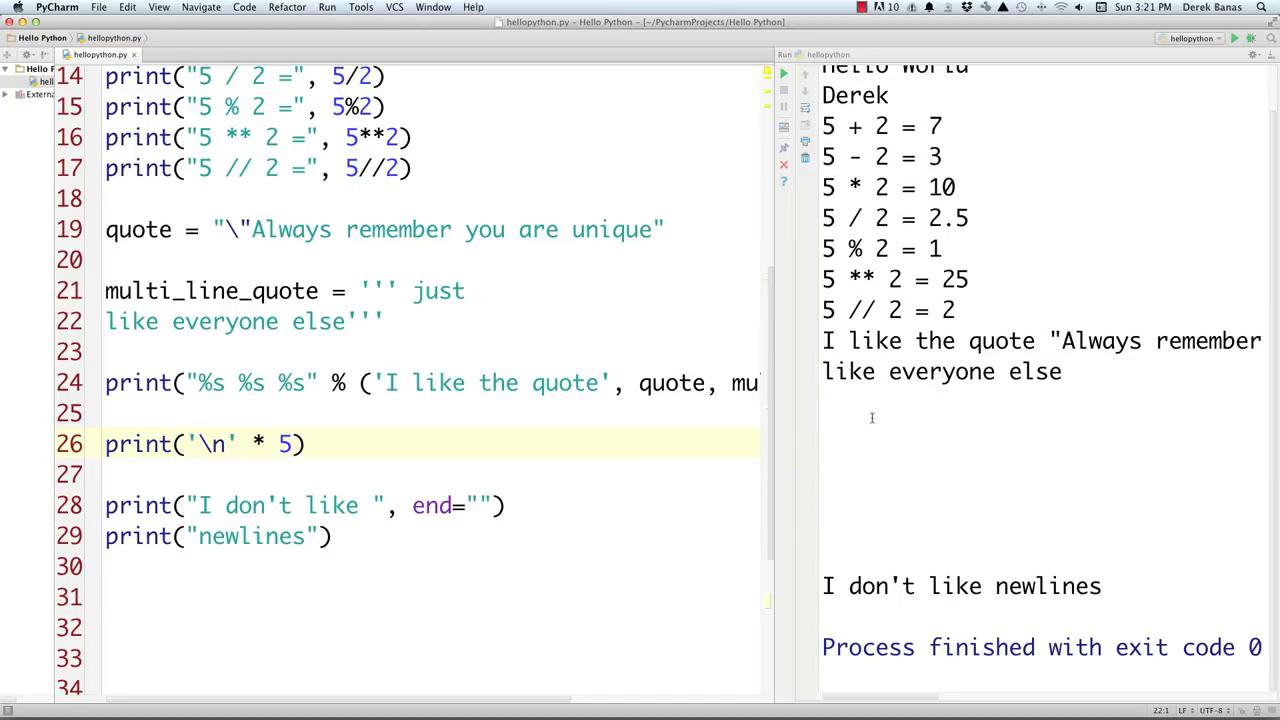 PyCharm File Edit View Navigate Code Refactor Run Tools VCS Window Help
10
Sun 3:21 PM Derek Banas
hellopython.py - Hello Python - [~/PycharmProjects/Hello Python]
Hello Python hellopython.py
hellopython
hellopython.py
Run hellopython
Hello P
hell
Externa
14 print("5 / 2 =", 5/2)
15 print("5 % 2 =", 5%2)
16 print("5 ** 2 =", 5**2)
17 print("5 // 2 =", 5//2)
18
19 quote = "\"Always remember you are unique"
20
21 multi_line_quote = ''' just
22 like everyone else'''
23
24 print("%s %s %s" % ('I like the quote', quote, mu
25
26 print('\n' * 5)
27
28 print("I don't like ", end="")
29 print("newlines")
30
31
32
33
34
Hello World
Derek
5 + 2 = 7
5 - 2 = 3
5 * 2 = 10
5 / 2 = 2.5
5 % 2 = 1
5 ** 2 = 25
5 // 2 = 2
I like the quote "Always remember
like everyone else
I don't like newlines
Process finished with exit code 0
22:1 LF UTF-8